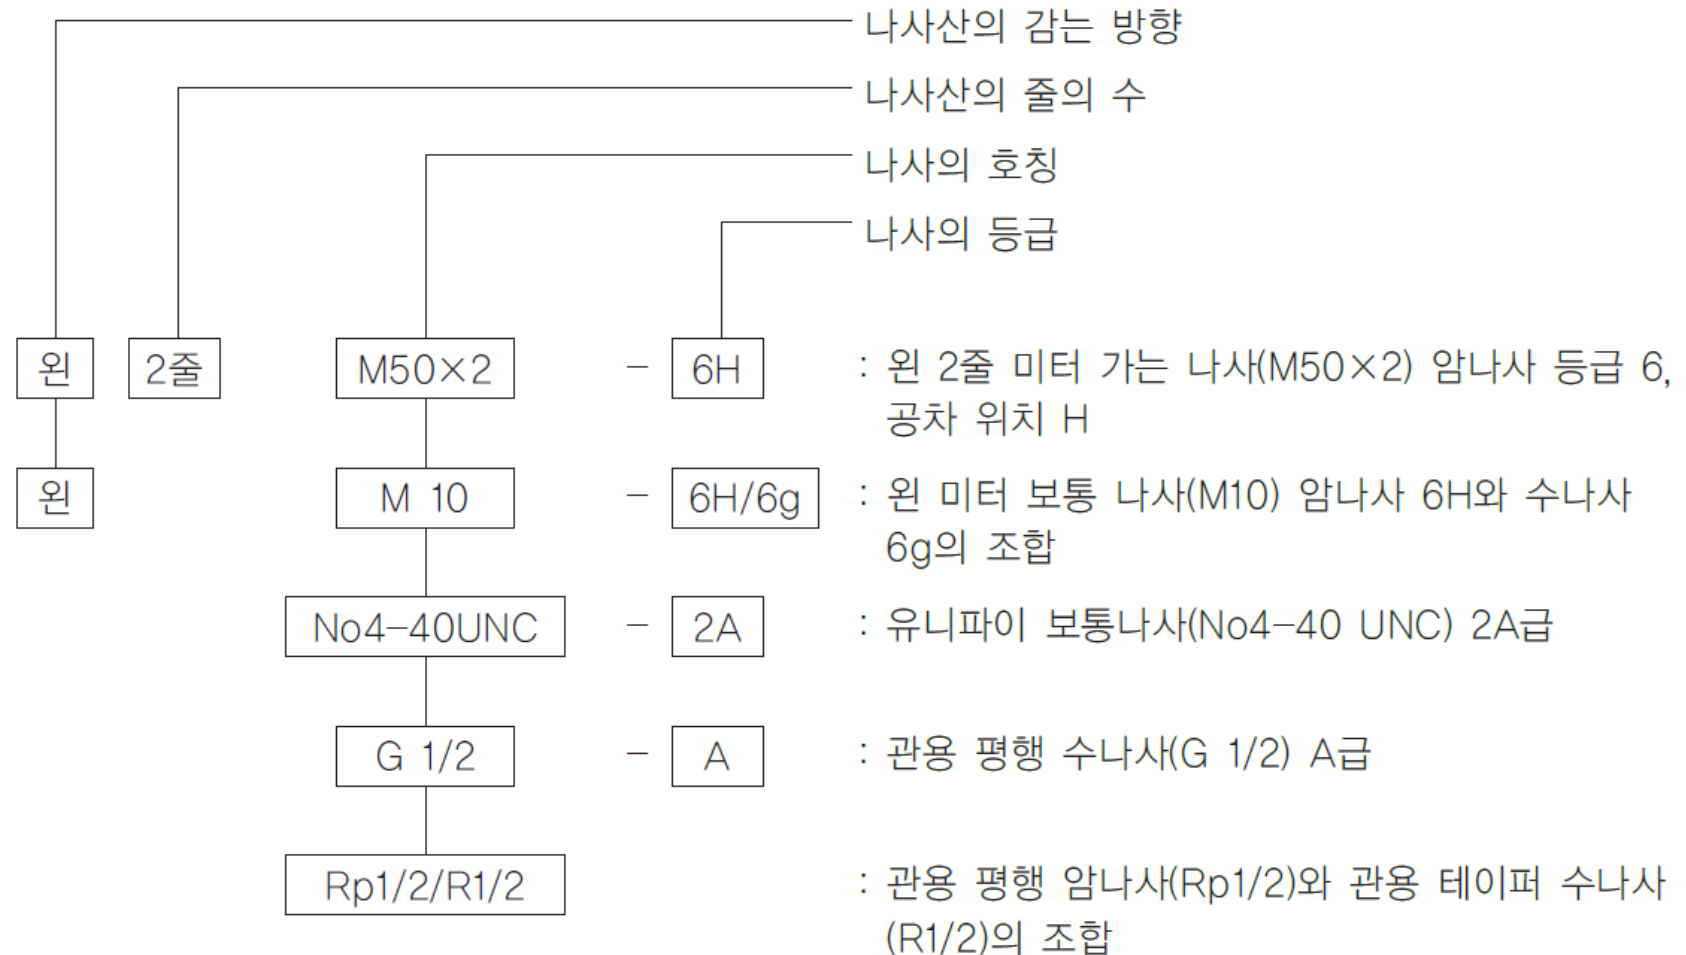 나사산의 감는 방향
나사산의 줄의 수
나사의 호칭
나사의 등급
왼 2줄 M50×2 - 6H : 왼 2줄 미터 가는 나사(M50×2) 암나사 등급 6,
공차 위치 H
왼 M 10 - 6H/6g : 왼 미터 보통 나사(M10) 암나사 6H와 수나사
6g의 조합
No4-40UNC - 2A : 유니파이 보통나사(No4-40 UNC) 2A급
G 1/2 - A : 관용 평행 수나사(G 1/2) A급
Rp1/2/R1/2 : 관용 평행 암나사(Rp1/2)와 관용 테이퍼 수나사
(R1/2)의 조합